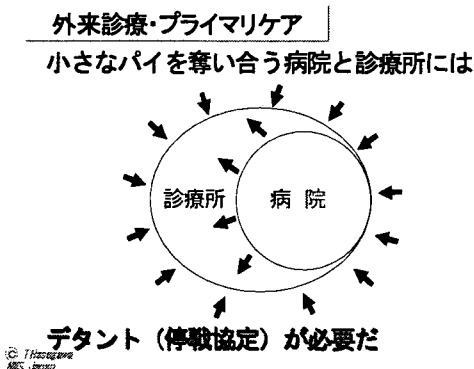 外来診療・プライマリケア
小さなパイを奪い合う病院と診療所には
診療所
病 院
デタント（停戦協定）が必要だ
© T Hasegawa